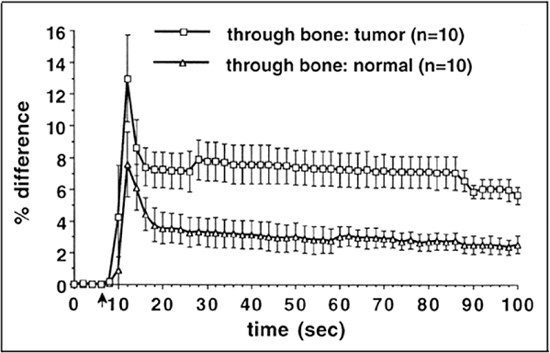 16
14
12
10
8
6
4
2
0
% difference
through bone: tumor (n=10)
through bone: normal (n=10)
0 10 20 30 40 50 60 70 80 90 100
time (sec)